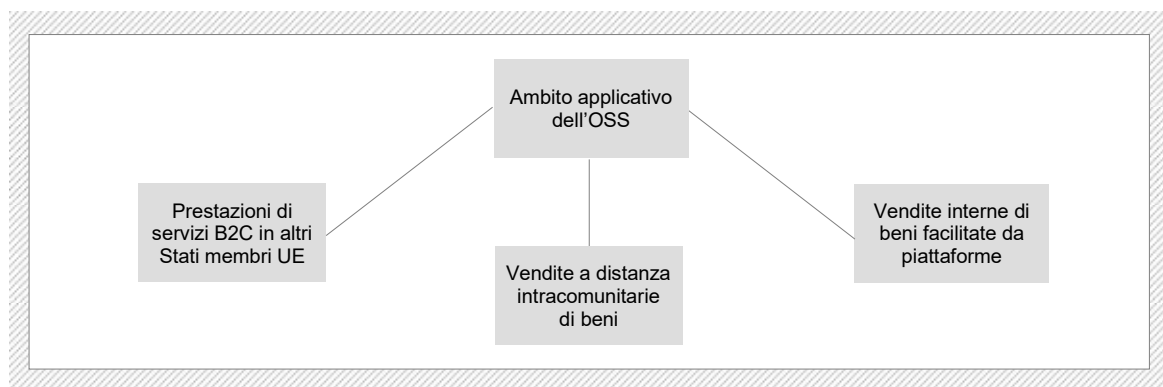 Ambito applicativo
dell’OSS
Prestazioni di
servizi B2C in altri
Stati membri UE
Vendite a distanza
intracomunitarie
di beni
Vendite interne di
beni facilitate da
piattaforme